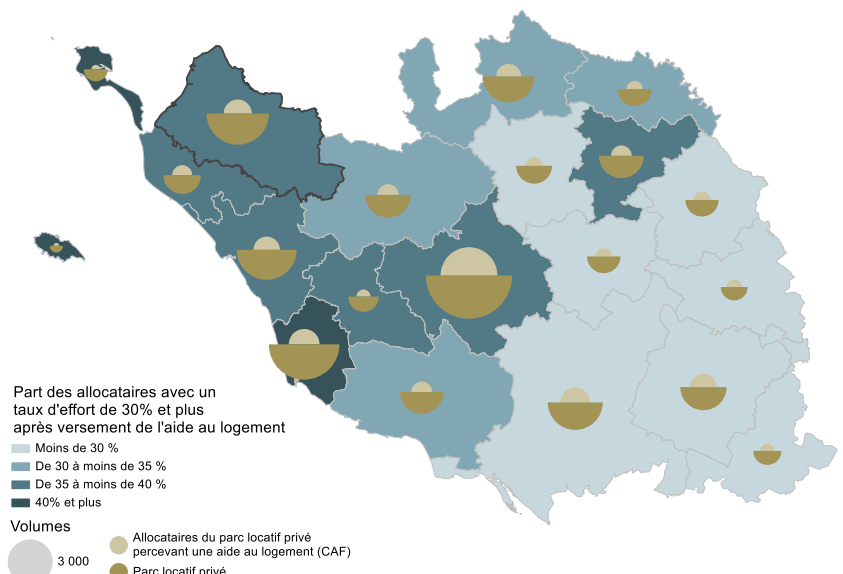 Part des allocataires avec un
taux d'effort de 30% et plus
après versement de l'aide au logement
Moins de 30 %
De 30 à moins de 35 %
De 35 à moins de 40 %
40% et plus
Volumes
3 000
Allocataires du parc locatif privé
percevant une aide au logement (CAF)
Parc locatif privé